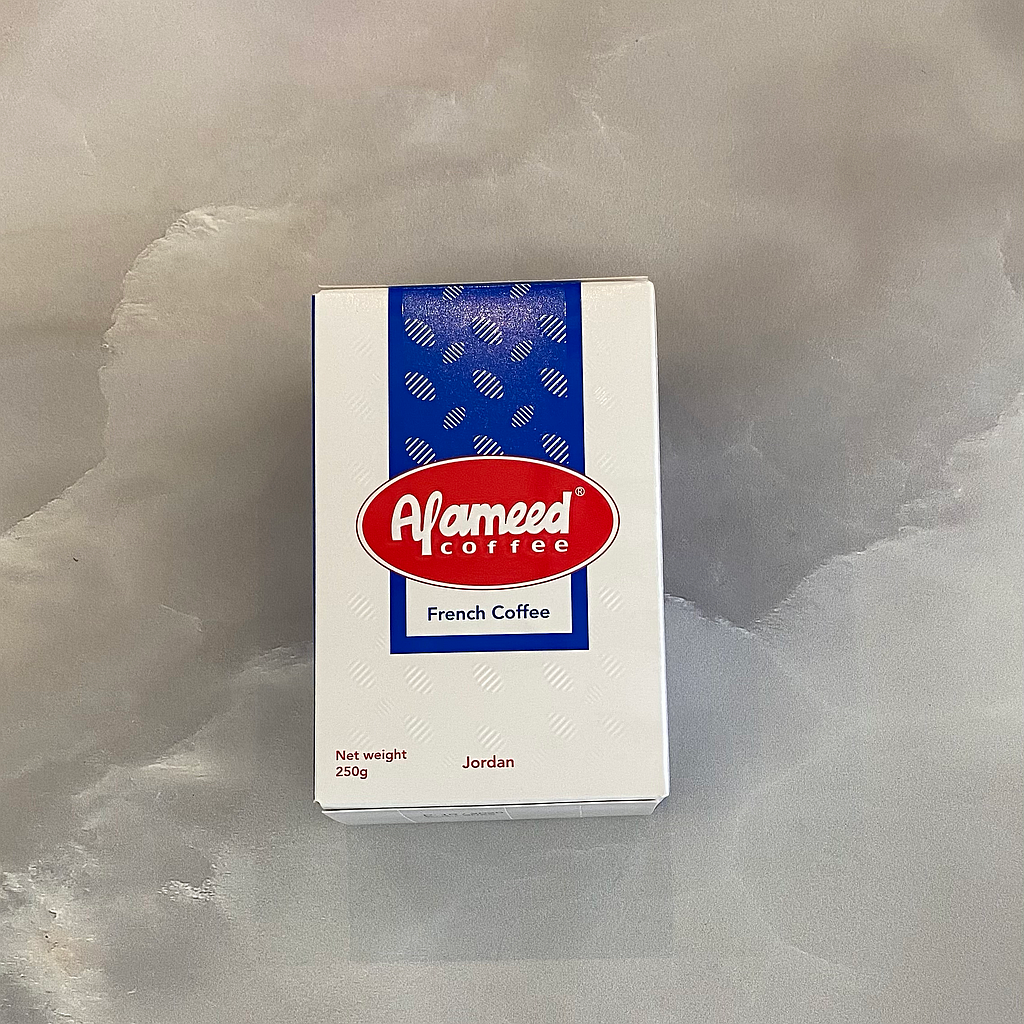 Alameed®
coffee
French Coffee
Net weight
250g
Jordan